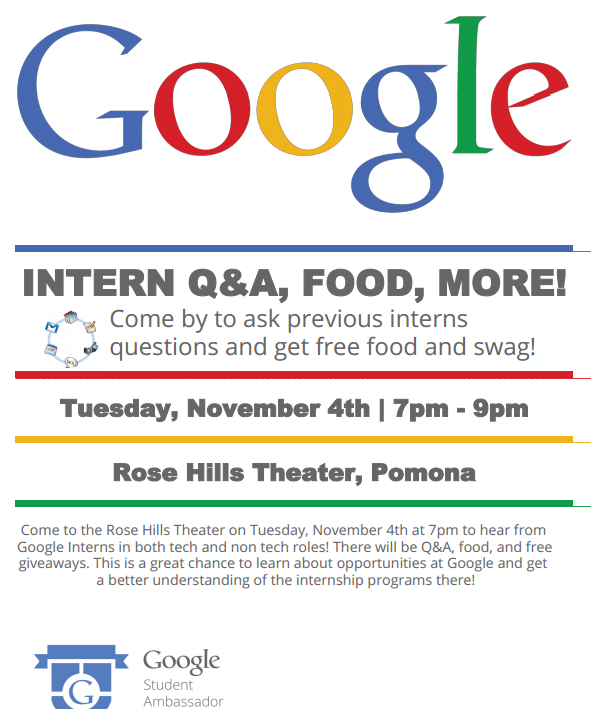 Google
INTERN Q&A, FOOD, MORE!
Come by to ask previous interns
questions and get free food and swag!
Tuesday, November 4th | 7pm - 9pm
Rose Hills Theater, Pomona
Come to the Rose Hills Theater on Tuesday, November 4th at 7pm to hear from
Google Interns in both tech and non tech roles! There will be Q&A, food, and free
giveaways. This is a great chance to learn about opportunities at Google and get
a better understanding of the internship programs there!
G
Google
Student
Ambassador